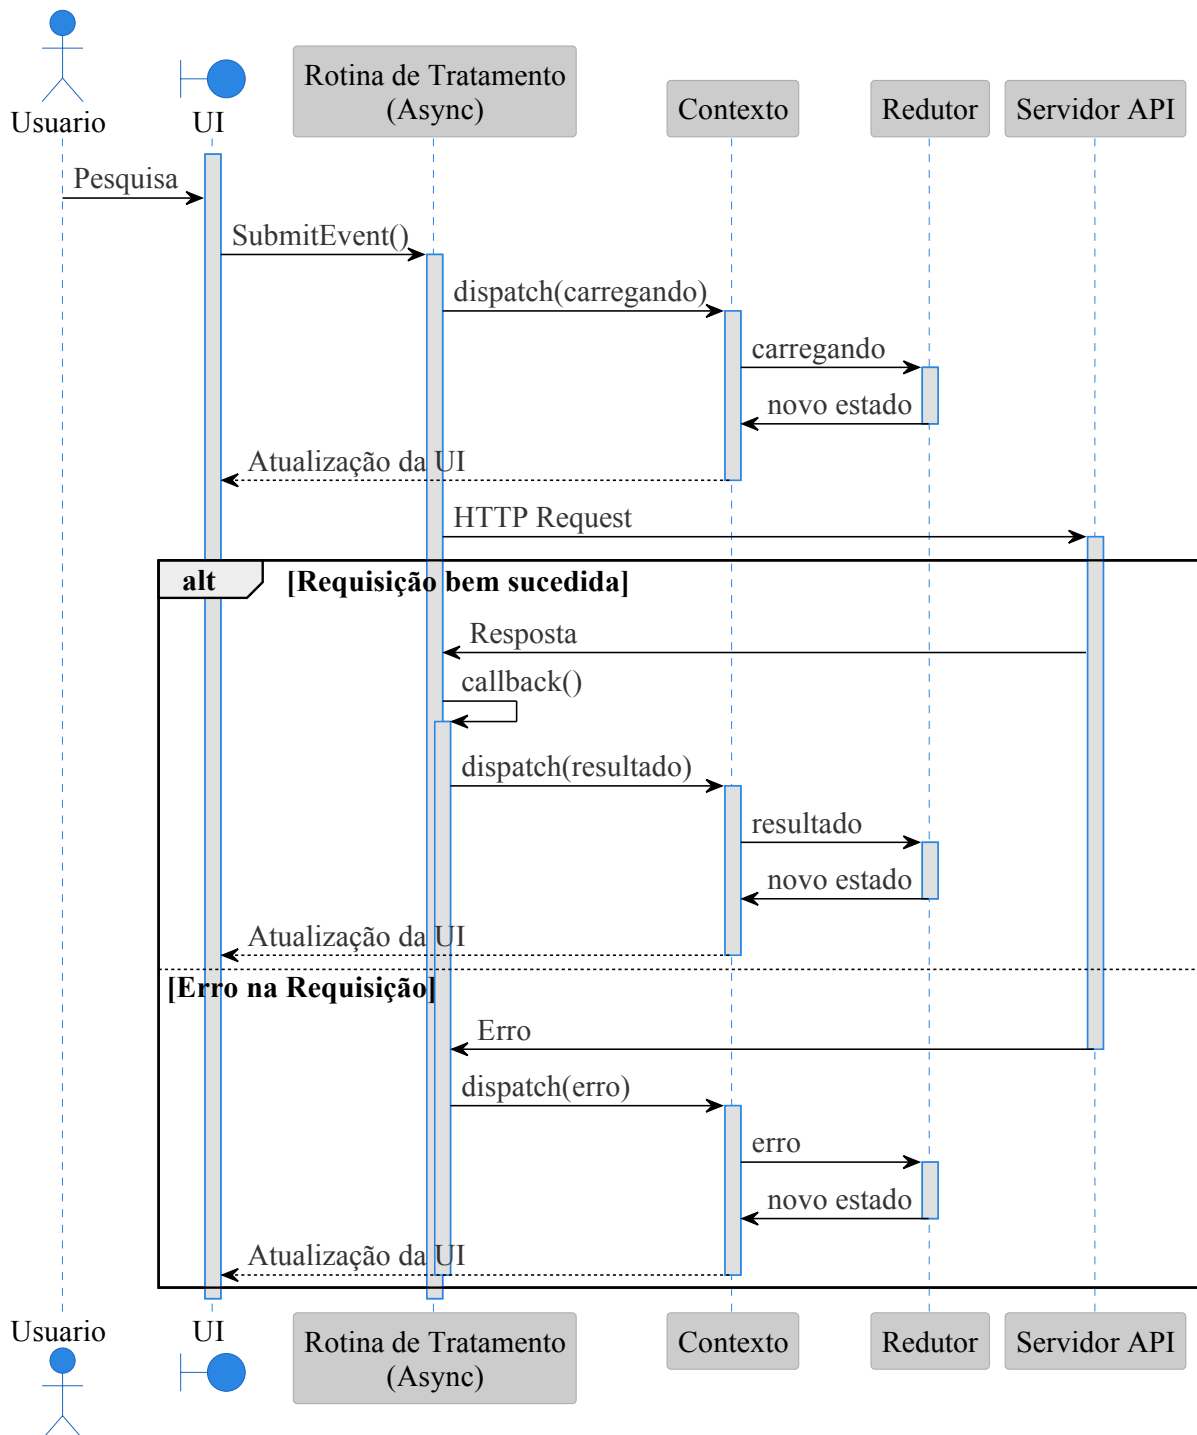 Usuario
UI
Rotina de Tratamento
(Async)
Contexto
Redutor
Servidor API
Pesquisa
SubmitEvent()
dispatch(carregando)
carregando
novo estado
Atualização da UI
HTTP Request
alt [Requisição bem sucedida]
Resposta
callback()
dispatch(resultado)
resultado
novo estado
Atualização da UI
[Erro na Requisição]
Erro
dispatch(erro)
erro
novo estado
Atualização da UI
Usuario
UI
Rotina de Tratamento
(Async)
Contexto
Redutor
Servidor API